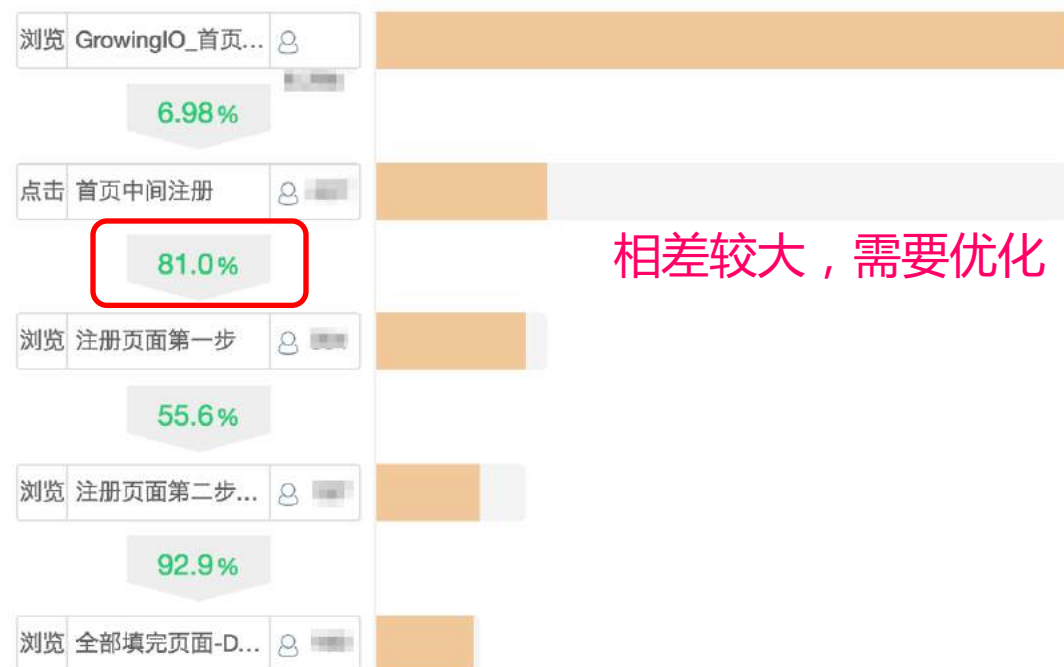 浏览 GrowingIO_首页...
6.98%
点击 首页中间注册
81.0%
相差较大，需要优化
浏览 注册页面第一步
55.6%
浏览 注册页面第二步...
92.9%
浏览 全部填完页面-D...